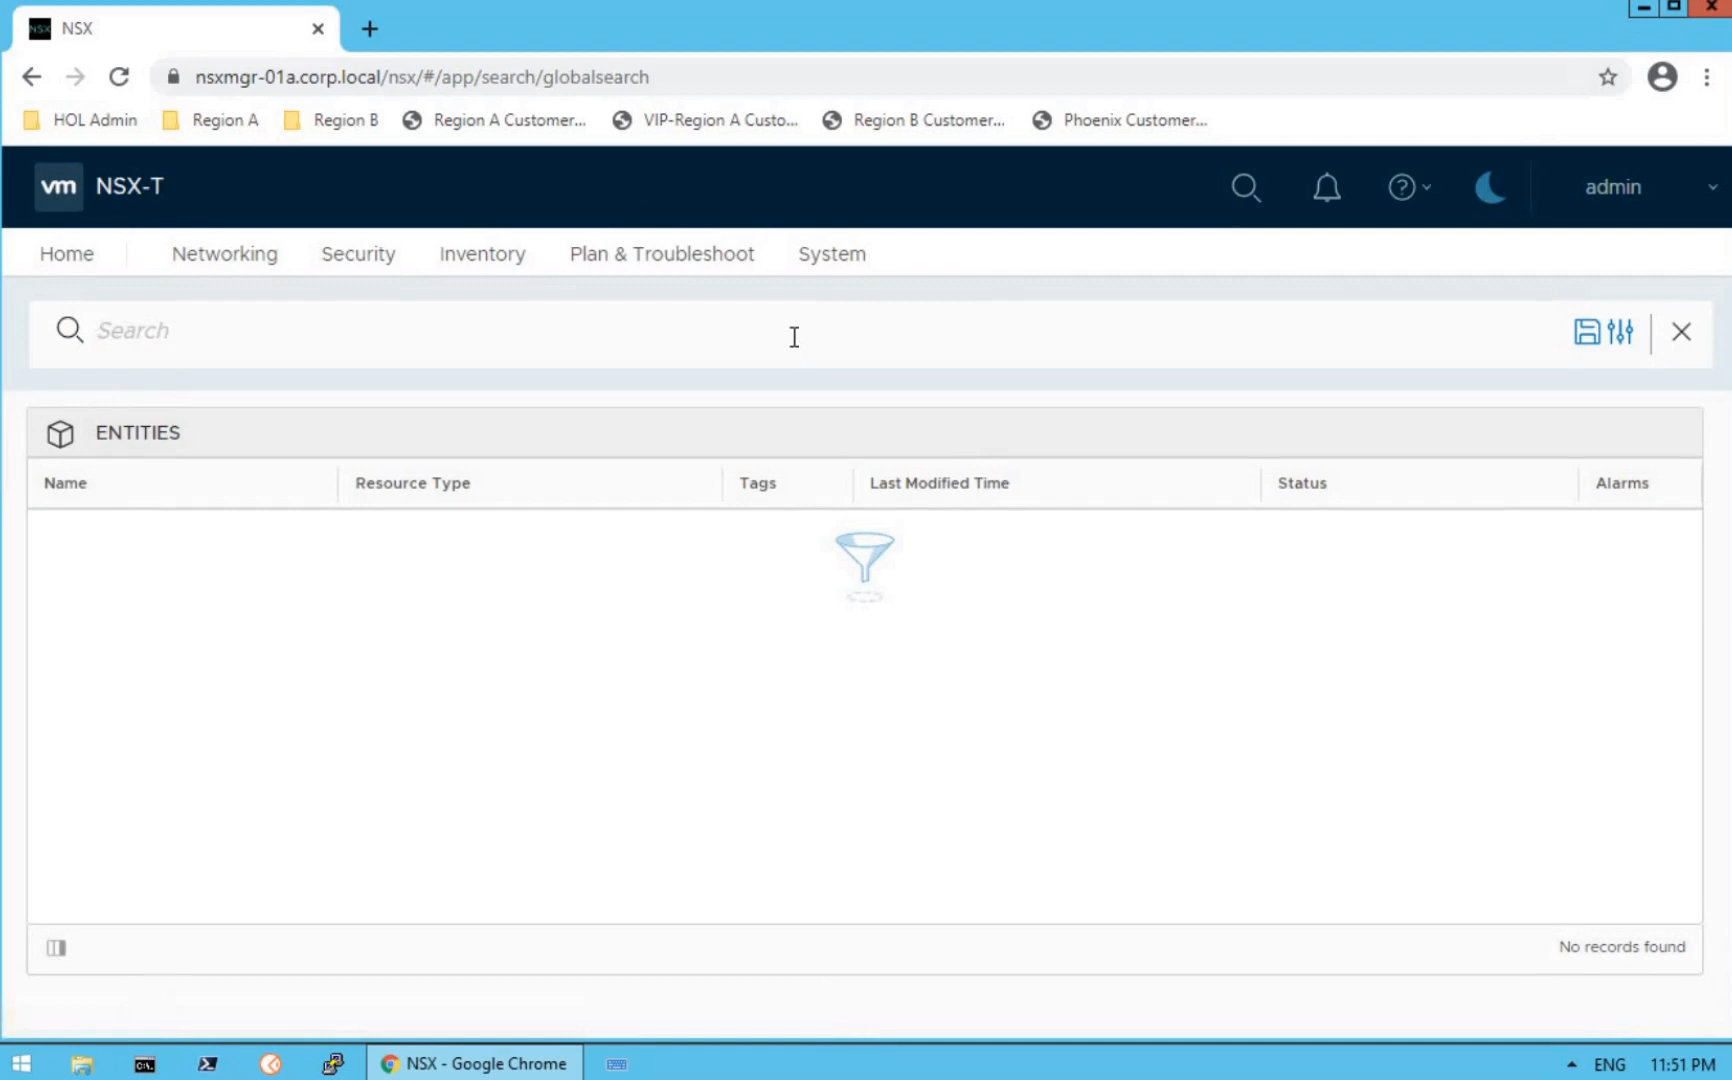 NSX
nsxmgr-01a.corp.local/nsx/#/app/search/globalsearch
HOL Admin Region A Region B Region A Customer... VIP-Region A Custo... Region B Customer... Phoenix Customer...
vm NSX-T admin
Home Networking Security Inventory Plan & Troubleshoot System
Search
ENTITIES
Name Resource Type Tags Last Modified Time Status Alarms
No records found
NSX - Google Chrome ENG 11:51 PM